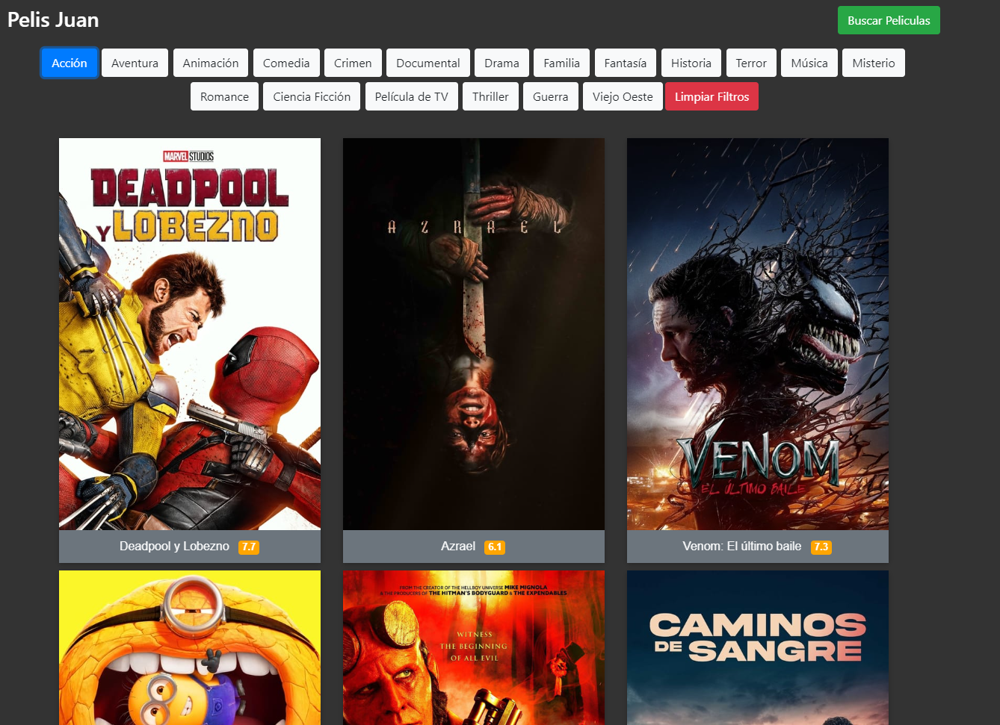 Pelis Juan
Buscar Peliculas
Acción Aventura Animación Comedia Crimen Documental Drama Familia Fantasía Historia Terror Música Misterio
Romance Ciencia Ficción Película de TV Thriller Guerra Viejo Oeste Limpiar Filtros
MARVEL STUDIOS
DEADPOOL
Y LOBEZNO
AZRAEL
VENOM
EL ÚLTIMO BAILE
Deadpool y Lobezno 7.7
Azrael 6.1
Venom: El último baile 7.3
FROM THE CREATOR OF THE HELLBOY UNIVERSE MIKE MIGNOLA
& THE PRODUCERS OF THE HITMAN'S BODYGUARD & THE EXPENDABLES
WITNESS
THE BEGINNING
OF ALL EVIL
CAMINOS
DE SANGRE